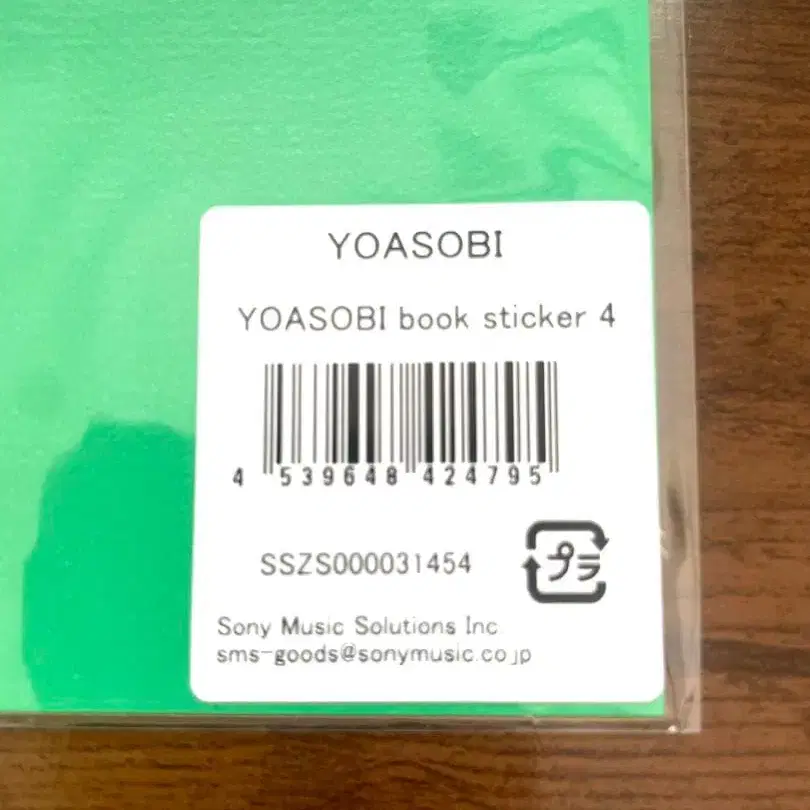 YOASOBI
YOASOBI book sticker 4
4 539648 424795
SSZS000031454
プラ
Sony Music Solutions Inc
sms-goods@sonymusic.co.jp